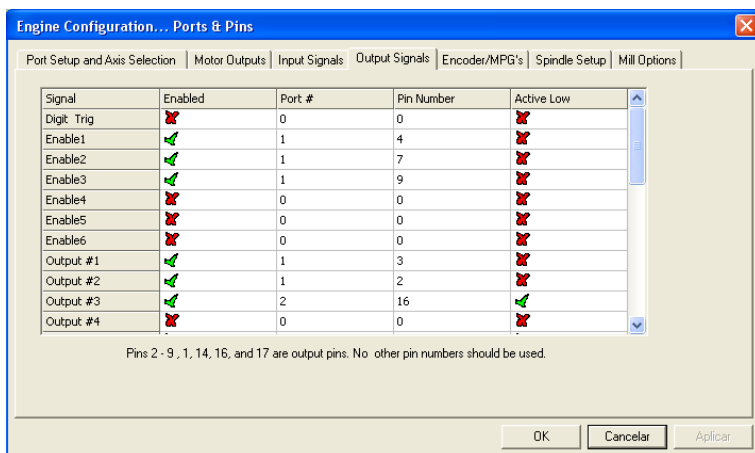 Engine Configuration... Ports & Pins
Port Setup and Axis Selection Motor Outputs Input Signals Output Signals Encoder/MPG's Spindle Setup Mill Options
Signal Enabled Port # Pin Number Active Low
Digit Trig 0 0
Enable1 1 4
Enable2 1 7
Enable3 1 9
Enable4 0 0
Enable5 0 0
Enable6 0 0
Output #1 1 3
Output #2 1 2
Output #3 2 16
Output #4 0 0
Pins 2 - 9 , 1, 14, 16, and 17 are output pins. No other pin numbers should be used.
OK Cancelar Aplicar